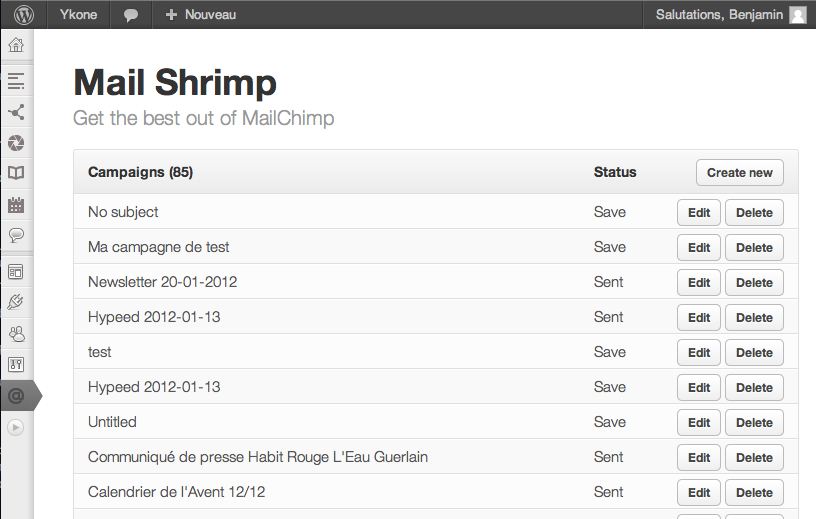 Ykone Nouveau Salutations, Benjamin
Mail Shrimp
Get the best out of MailChimp
Campaigns (85) Status Create new
No subject Save Edit Delete
Ma campagne de test Save Edit Delete
Newsletter 20-01-2012 Sent Edit Delete
Hypeed 2012-01-13 Sent Edit Delete
test Save Edit Delete
Hypeed 2012-01-13 Save Edit Delete
Untitled Save Edit Delete
Communiqué de presse Habit Rouge L'Eau Guerlain Sent Edit Delete
Calendrier de l'Avent 12/12 Sent Edit Delete